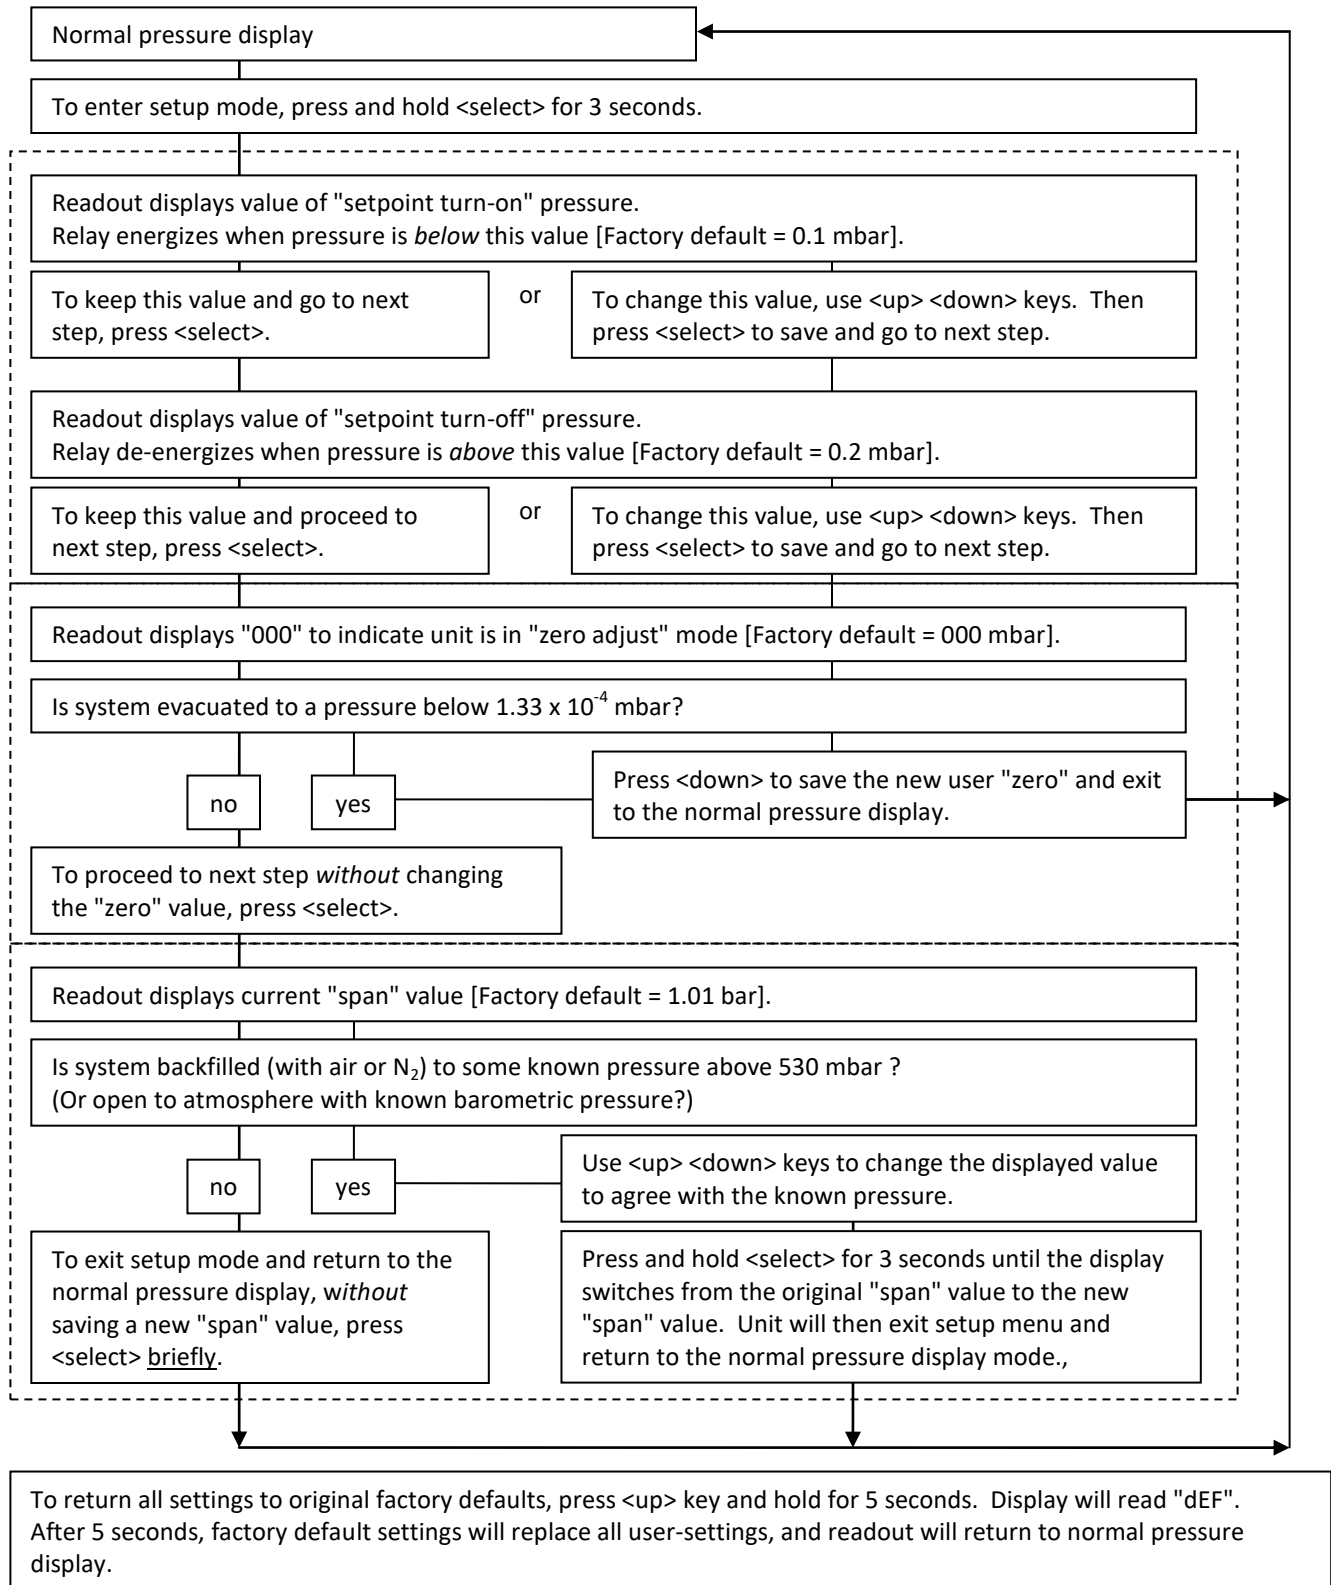 Normal pressure display
To enter setup mode, press and hold <select> for 3 seconds.
Readout displays value of "setpoint turn-on" pressure.
Relay energizes when pressure is below this value [Factory default = 0.1 mbar].
To keep this value and go to next
step, press <select>.
or
To change this value, use <up> <down> keys.  Then
press <select> to save and go to next step.
Readout displays value of "setpoint turn-off" pressure.
Relay de-energizes when pressure is above this value [Factory default = 0.2 mbar].
To keep this value and proceed to
next step, press <select>.
or
To change this value, use <up> <down> keys.  Then
press <select> to save and go to next step.
Readout displays "000" to indicate unit is in "zero adjust" mode [Factory default = 000 mbar].
Is system evacuated to a pressure below 1.33 x 10⁻⁴ mbar?
no
yes
Press <down> to save the new user "zero" and exit
to the normal pressure display.
To proceed to next step without changing
the "zero" value, press <select>.
Readout displays current "span" value [Factory default = 1.01 bar].
Is system backfilled (with air or N₂) to some known pressure above 530 mbar ?
(Or open to atmosphere with known barometric pressure?)
no
yes
Use <up> <down> keys to change the displayed value
to agree with the known pressure.
To exit setup mode and return to the
normal pressure display, without
saving a new "span" value, press
<select> briefly.
Press and hold <select> for 3 seconds until the display
switches from the original "span" value to the new
"span" value.  Unit will then exit setup menu and
return to the normal pressure display mode.,
To return all settings to original factory defaults, press <up> key and hold for 5 seconds.  Display will read "dEF".
After 5 seconds, factory default settings will replace all user-settings, and readout will return to normal pressure
display.